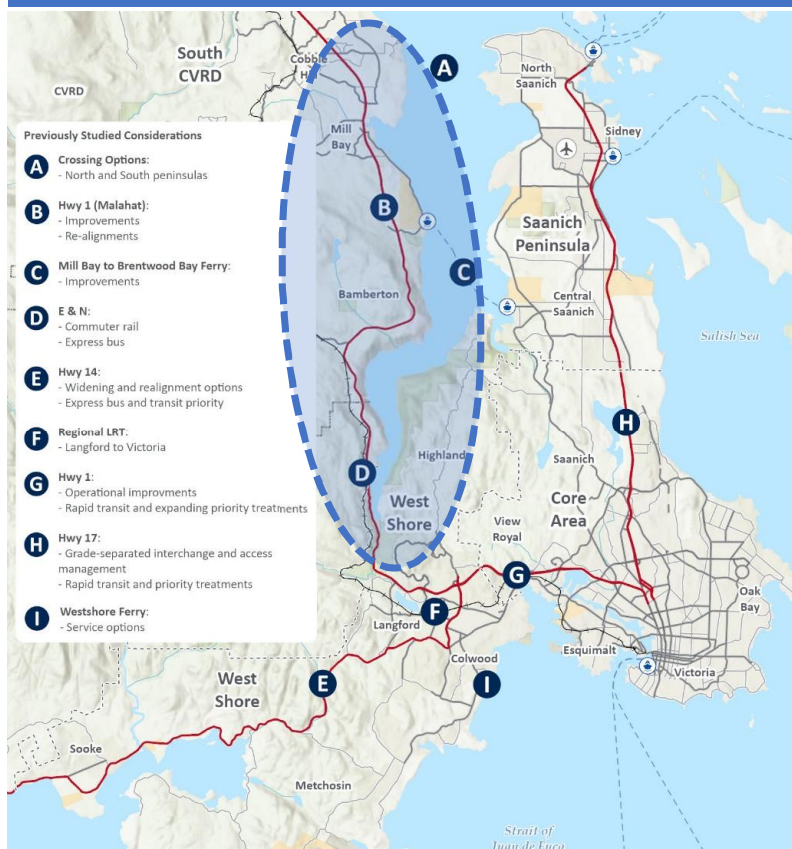 South
CVRD
CVRD
Cobble
Hill
A
North
Saanich
Sidney
Mill
Bay
Previously Studied Considerations
A Crossing Options:
- North and South peninsulas
B Hwy 1 (Malahat):
- Improvements
- Re-alignments
C Mill Bay to Brentwood Bay Ferry:
- Improvements
D E & N:
- Commuter rail
- Express bus
E Hwy 14:
- Widening and realignment options
- Express bus and transit priority
F Regional LRT:
- Langford to Victoria
G Hwy 1:
- Operational improvments
- Rapid transit and expanding priority treatments
H Hwy 17:
- Grade-separated interchange and access
management
- Rapid transit and priority treatments
I Westshore Ferry:
- Service options
B
Saanich
Peninsula
C
Bamberton
Central
Saanich
Salish Sea
H
Highland
Saanich
D
West
Shore
Core
Area
View
Royal
G
Oak
Bay
F
Langford
Esquimalt
Colwood
Victoria
West
Shore
E
I
Sooke
Metchosin
Strait of
Juan de Fuca